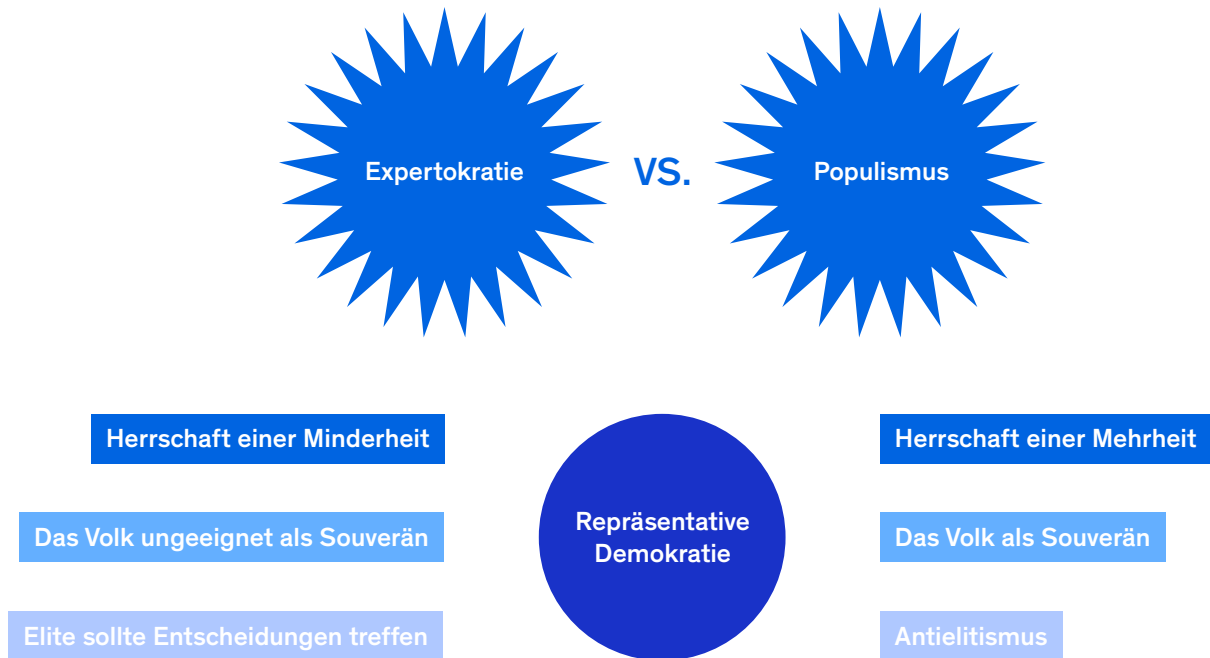 Expertokratie
VS.
Populismus
Herrschaft einer Minderheit
Das Volk ungeeignet als Souverän
Elite sollte Entscheidungen treffen
Repräsentative
Demokratie
Herrschaft einer Mehrheit
Das Volk als Souverän
Antielitismus